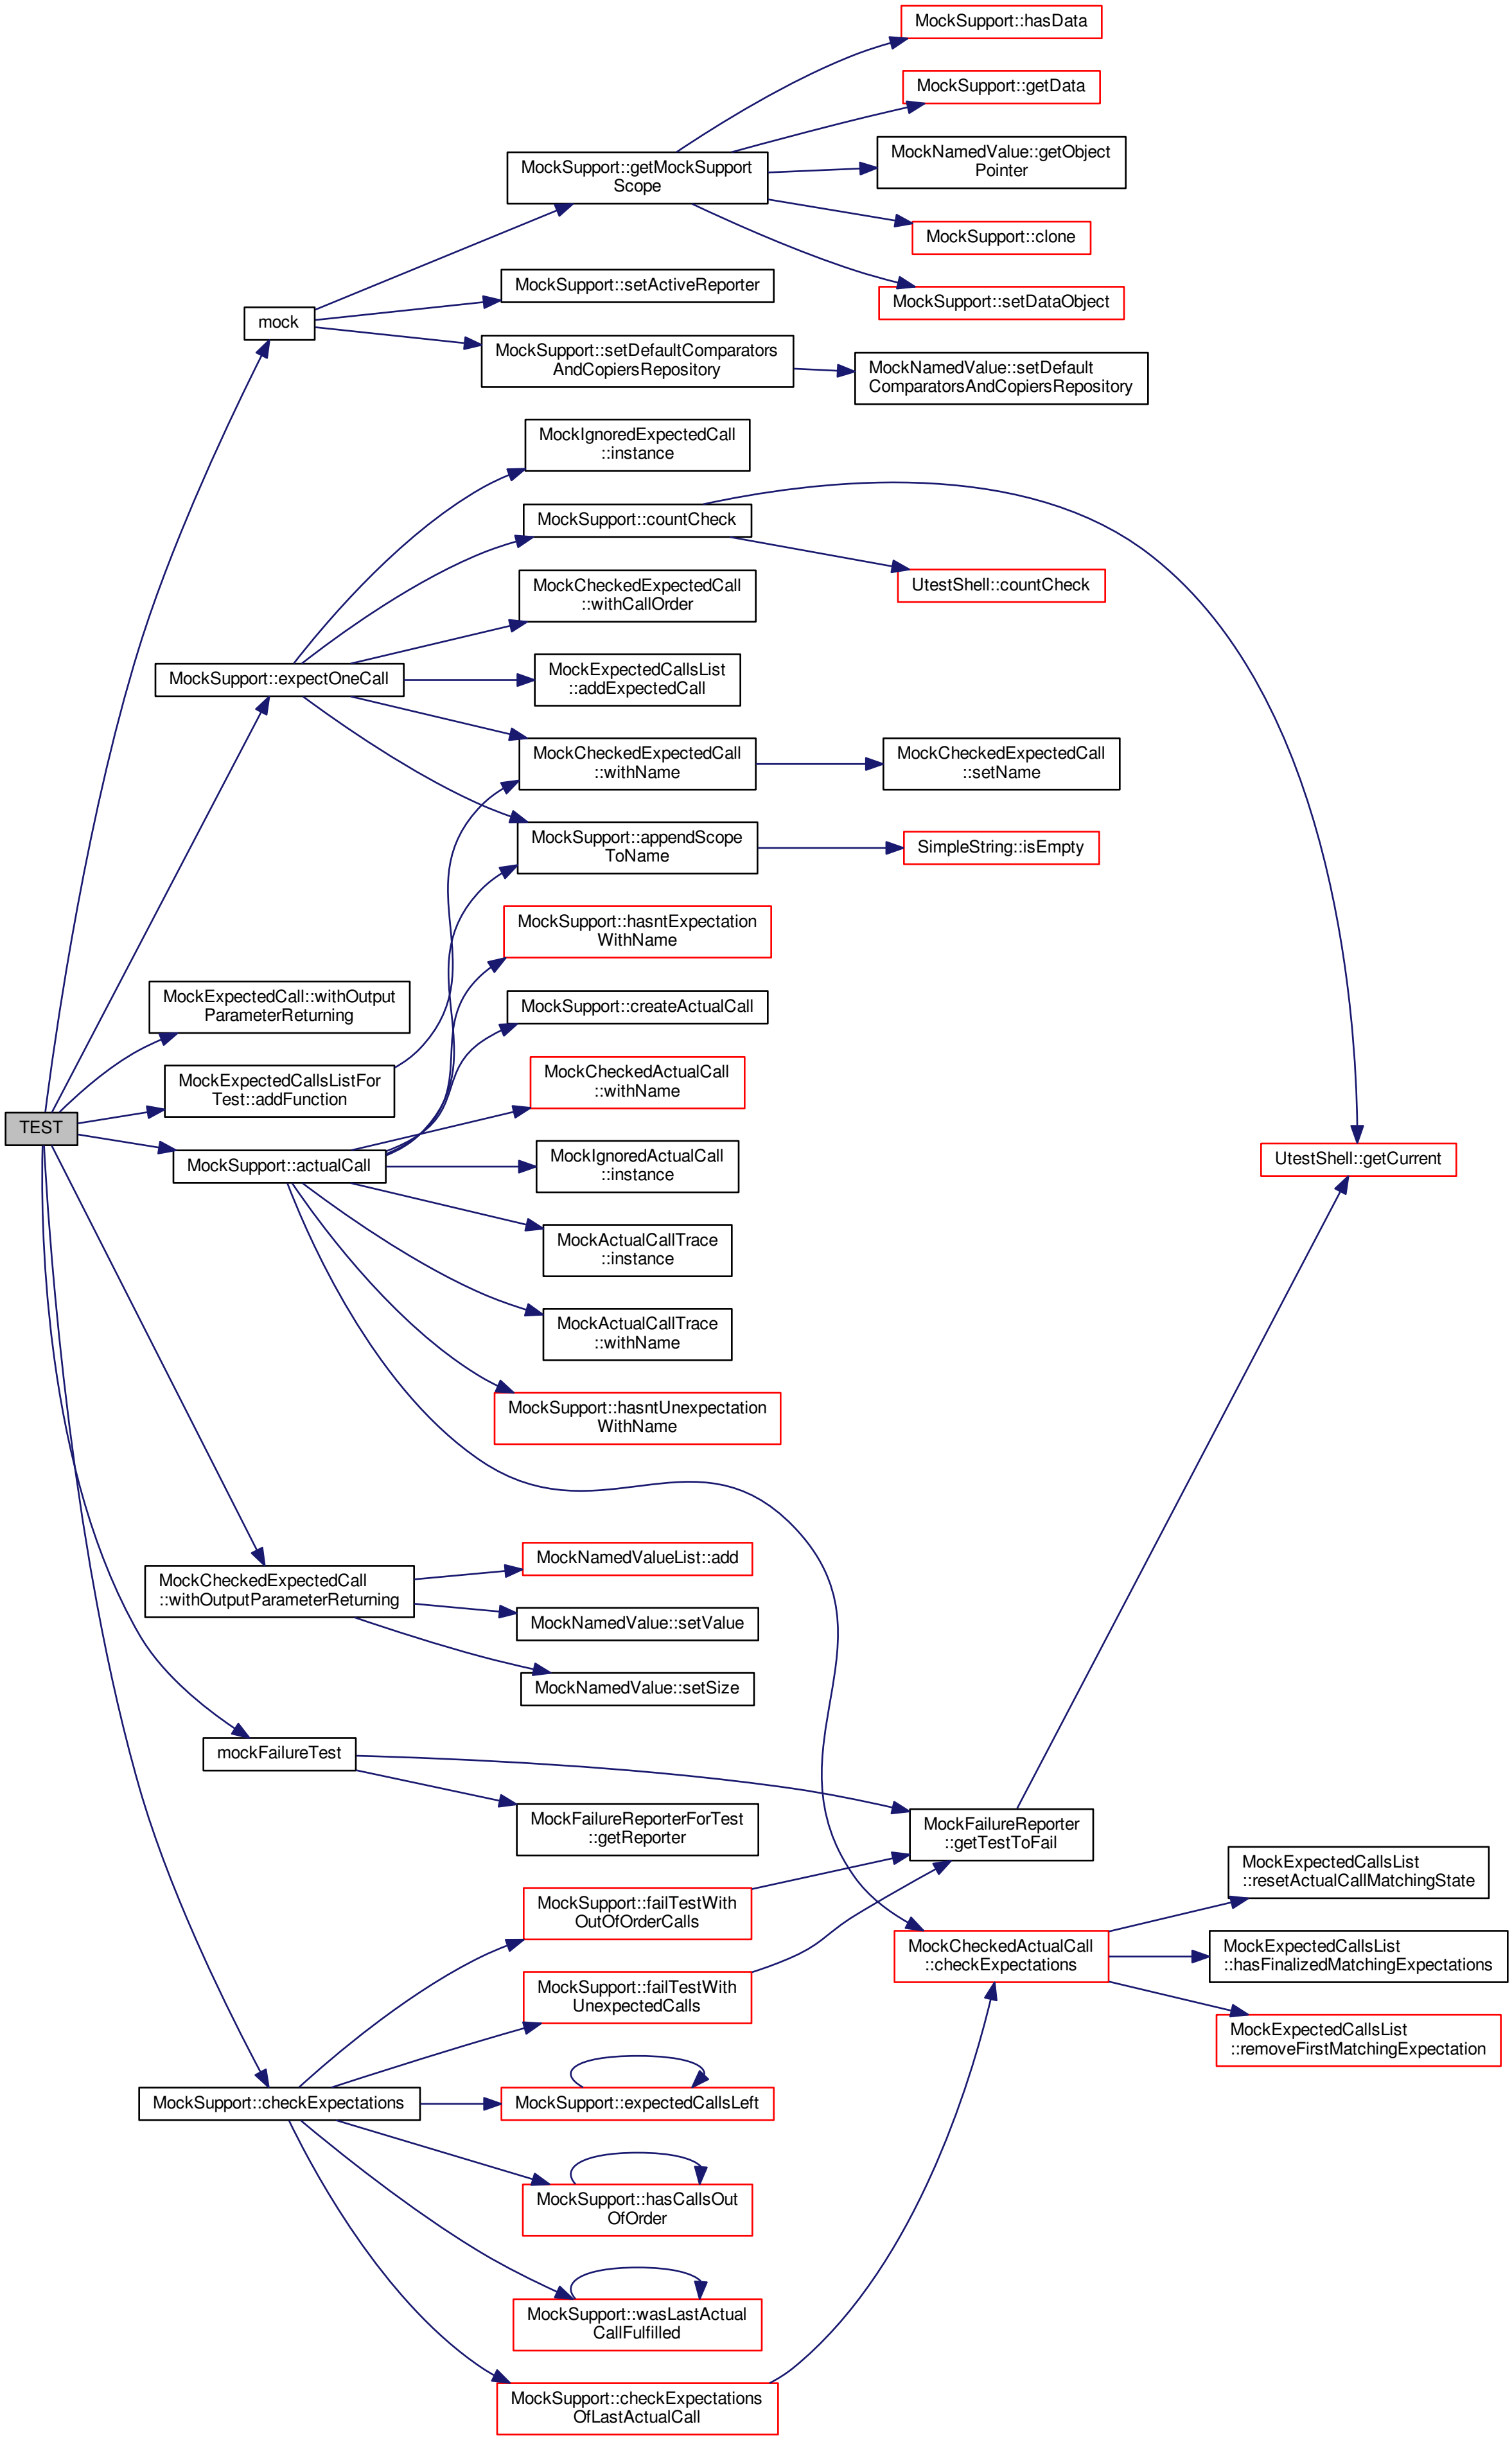 MockSupport::hasData
MockSupport::getData
MockNamedValue::getObject
Pointer
MockSupport::getMockSupport
Scope
MockSupport::clone
MockSupport::setActiveReporter
MockSupport::setDataObject
mock
MockSupport::setDefaultComparators
AndCopiersRepository
MockNamedValue::setDefault
ComparatorsAndCopiersRepository
MockIgnoredExpectedCall
::instance
MockSupport::countCheck
UtestShell::countCheck
MockCheckedExpectedCall
::withCallOrder
MockSupport::expectOneCall
MockExpectedCallsList
::addExpectedCall
MockCheckedExpectedCall
::withName
MockCheckedExpectedCall
::setName
MockSupport::appendScope
ToName
SimpleString::isEmpty
MockSupport::hasntExpectation
WithName
MockExpectedCall::withOutput
ParameterReturning
MockSupport::createActualCall
MockExpectedCallsListFor
Test::addFunction
MockCheckedActualCall
::withName
TEST
MockSupport::actualCall
MockIgnoredActualCall
::instance
UtestShell::getCurrent
MockActualCallTrace
::instance
MockActualCallTrace
::withName
MockSupport::hasntUnexpectation
WithName
MockNamedValueList::add
MockCheckedExpectedCall
::withOutputParameterReturning
MockNamedValue::setValue
MockNamedValue::setSize
mockFailureTest
MockFailureReporterForTest
::getReporter
MockFailureReporter
::getTestToFail
MockExpectedCallsList
::resetActualCallMatchingState
MockSupport::failTestWith
OutOfOrderCalls
MockCheckedActualCall
::checkExpectations
MockExpectedCallsList
::hasFinalizedMatchingExpectations
MockSupport::failTestWith
UnexpectedCalls
MockExpectedCallsList
::removeFirstMatchingExpectation
MockSupport::checkExpectations
MockSupport::expectedCallsLeft
MockSupport::hasCallsOut
OfOrder
MockSupport::wasLastActual
CallFulfilled
MockSupport::checkExpectations
OfLastActualCall